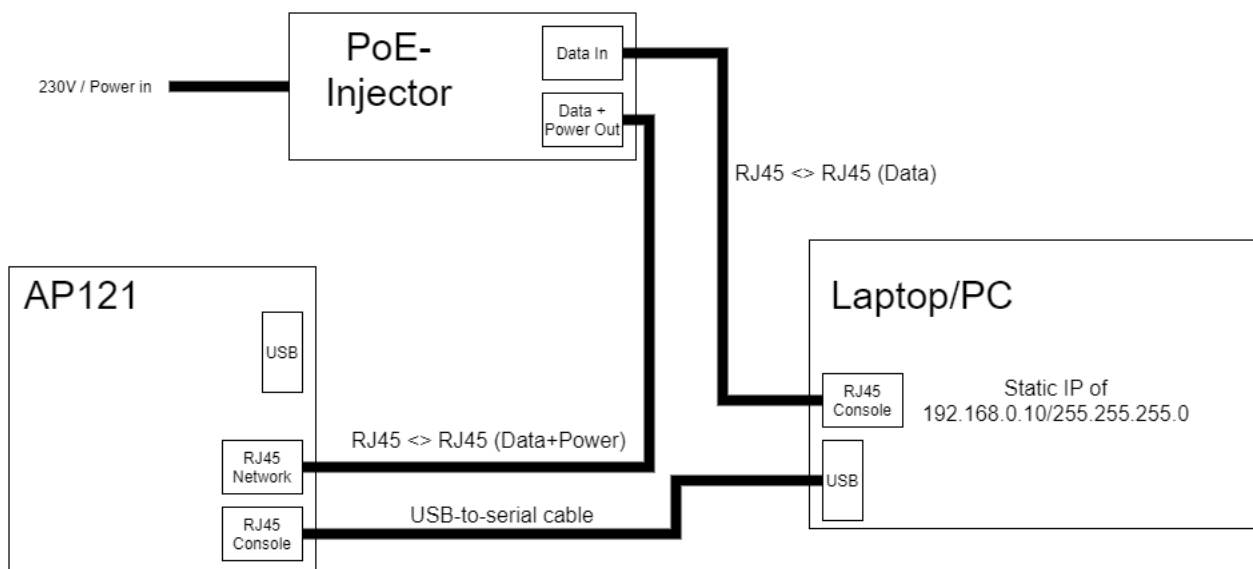 PoE-
Injector
Data In
Data +
Power Out
230V / Power in
RJ45 <> RJ45 (Data)
AP121
USB
RJ45
Network
RJ45
Console
RJ45 <> RJ45 (Data+Power)
USB-to-serial cable
Laptop/PC
RJ45
Console
Static IP of
192.168.0.10/255.255.255.0
USB